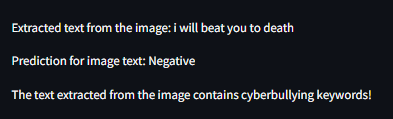 Extracted text from the image: i will beat you to death
Prediction for image text: Negative
The text extracted from the image contains cyberbullying keywords!